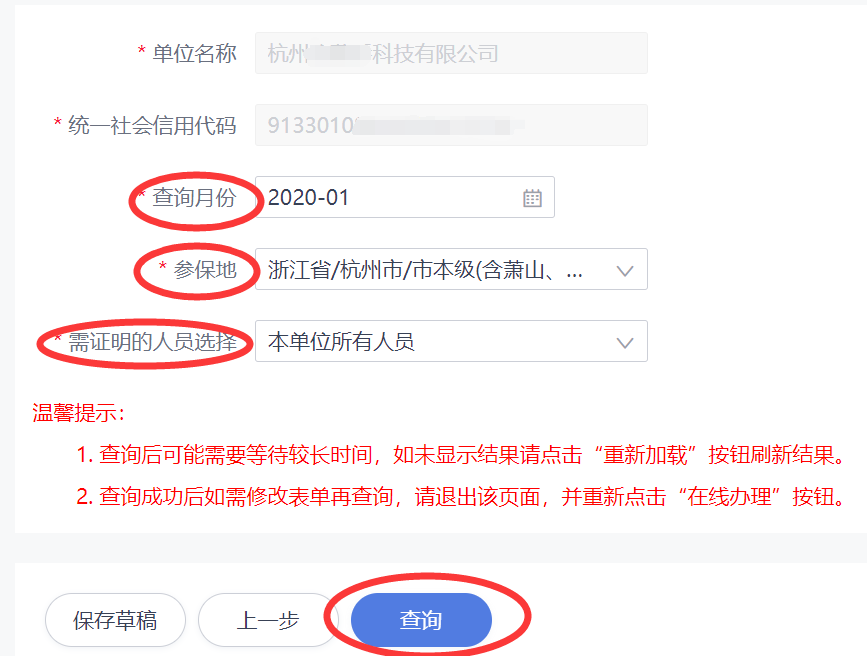 * 单位名称 杭州 科技有限公司
* 统一社会信用代码 9133010
* 查询月份 2020-01
* 参保地 浙江省/杭州市/市本级(含萧山、...
* 需证明的人员选择 本单位所有人员
温馨提示：
1. 查询后可能需要等待较长时间，如未显示结果请点击“重新加载”按钮刷新结果。
2. 查询成功后如需修改表单再查询，请退出该页面，并重新点击“在线办理”按钮。
保存草稿 上一步 查询